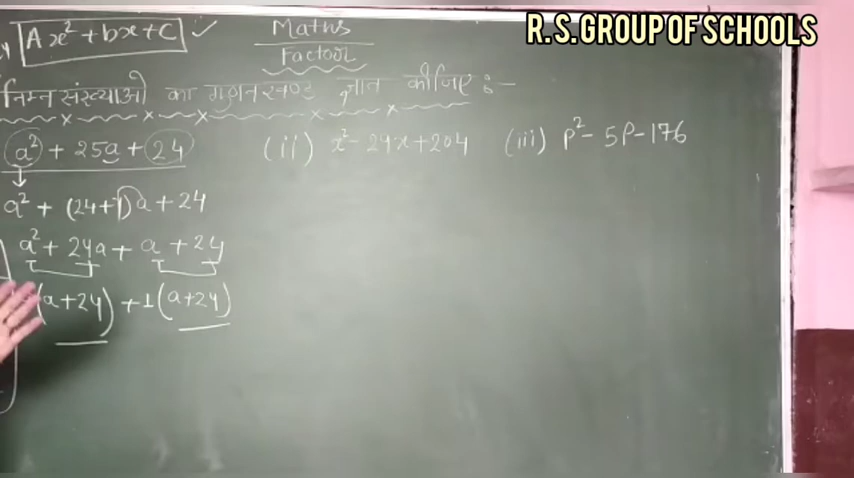 R. S. GROUP OF SCHOOLS
Ax² + bx + C
Maths
Factor
निम्न संख्याओ का गुणनखण्ड ज्ञात कीजिए :-
a² + 25a + 24
(ii) x² - 29x + 204
(iii) P² - 5P - 176
a² + (24+1)a + 24
a² + 24a + a + 24
(a+24) + 1(a+24)